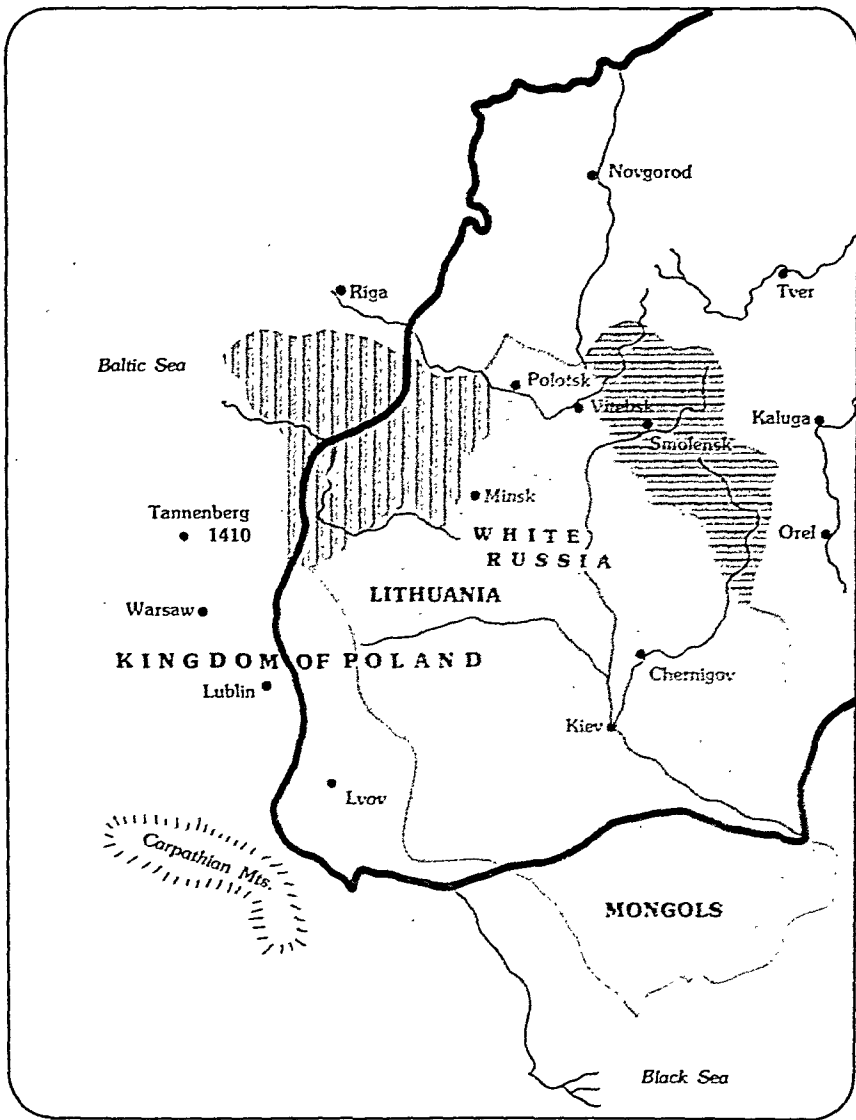 Novgorod
Riga
Tver
Baltic Sea
Polotsk
Vitebsk
Kaluga
Smolensk
Minsk
Tannenberg
1410
WHITE
RUSSIA
Orel
LITHUANIA
Warsaw
KINGDOM OF POLAND
Chernigov
Lublin
Kiev
Lvov
Carpathian Mts.
MONGOLS
Black Sea